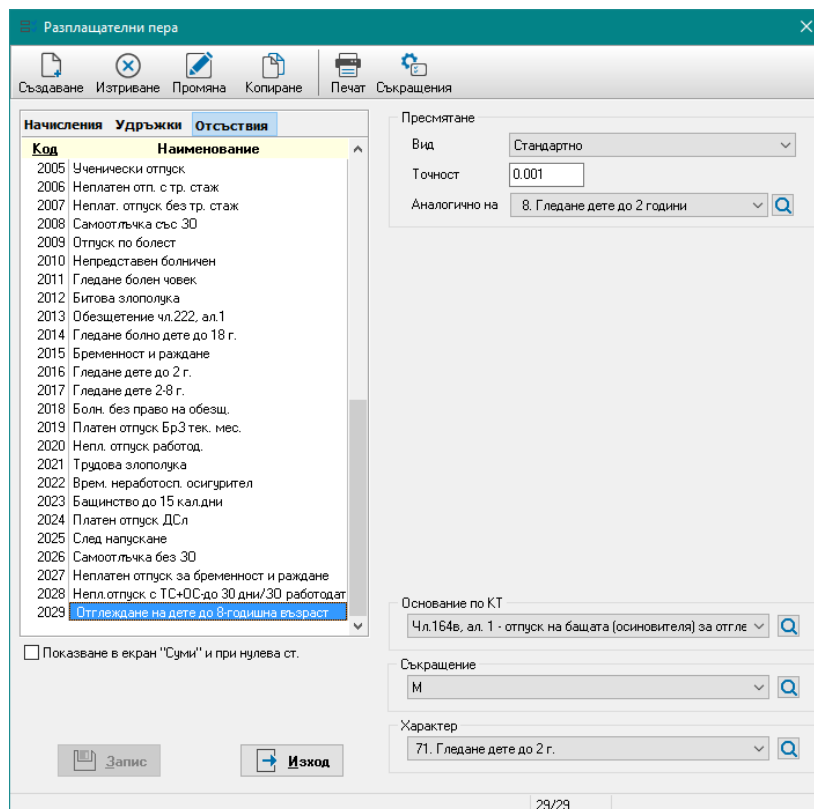 Разплащателни пера
Създаване Изтриване Промяна Копиране Печат Съкращения
Начисления Удръжки Отсъствия
Код Наименование
2005 Ученически отпуск
2006 Неплатен отп. с тр. стаж
2007 Неплат. отпуск без тр. стаж
2008 Самоотлъчка със ЗО
2009 Отпуск по болест
2010 Непредставен болничен
2011 Гледане болен човек
2012 Битова злополука
2013 Обезщетение чл.222, ал.1
2014 Гледане болно дете до 18 г.
2015 Бременност и раждане
2016 Гледане дете до 2 г.
2017 Гледане дете 2-8 г.
2018 Болн. без право на обезщ.
2019 Платен отпуск БрЗ тек. мес.
2020 Непл. отпуск работод.
2021 Трудова злополука
2022 Врем. неработосп. осигурител
2023 Бащинство до 15 кал.дни
2024 Платен отпуск ДСл
2025 След напускане
2026 Самоотлъчка без ЗО
2027 Неплатен отпуск за бременност и раждане
2028 Непл.отпуск с ТС+ОС-до 30 дни/ЗО работодат
2029 Отглеждане на дете до 8-годишна възраст
Показване в екран "Суми" и при нулева ст.
Запис Изход
Пресмятане
Вид Стандартно
Точност 0.001
Аналогично на 8. Гледане дете до 2 години
Основание по КТ
Чл.164в, ал. 1 - отпуск на бащата (осиновителя) за отгле
Съкращение
М
Характер
71. Гледане дете до 2 г.
29/29